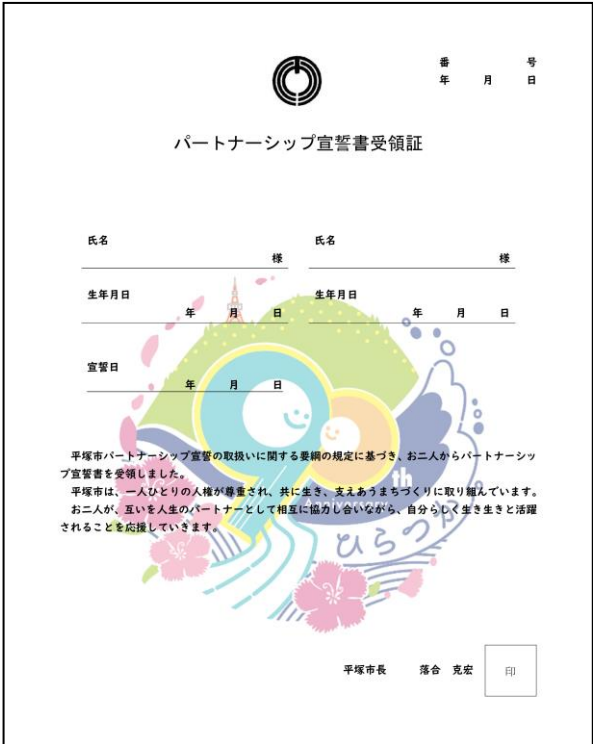 番　号
年　月　日
パートナーシップ宣誓書受領証
氏名　氏名
様　様
生年月日　生年月日
年　月　日　年　月　日
宣誓日
年　月　日
平塚市パートナーシップ宣誓の取扱いに関する要綱の規定に基づき、お二人からパートナーシッ
プ宣誓書を受領しました。
平塚市は、一人ひとりの人権が尊重され、共に生き、支えあうまちづくりに取り組んでいます。
お二人が、互いを人生のパートナーとして相互に協力し合いながら、自分らしく生き生きと活躍
されることを応援していきます。
90th
ひらつか
平塚市長　落合　克宏　印